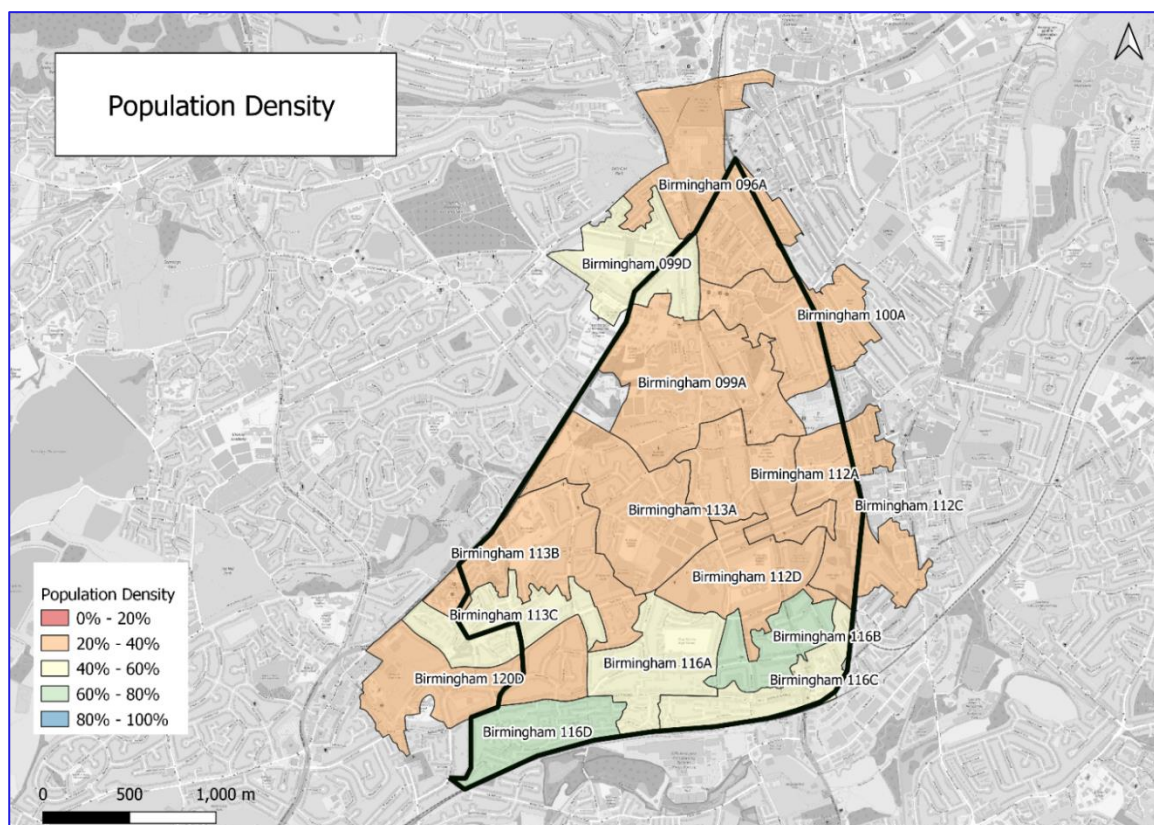 Population Density
Birmingham 096A
Birmingham 099D
Birmingham 100A
Birmingham 099A
Birmingham 112A
Birmingham 112C
Birmingham 113A
Birmingham 113B
Birmingham 112D
Birmingham 113C
Birmingham 116B
Birmingham 116A
Birmingham 120D
Birmingham 116C
Birmingham 116D
Population Density
0% - 20%
20% - 40%
40% - 60%
60% - 80%
80% - 100%
0 500 1,000 m